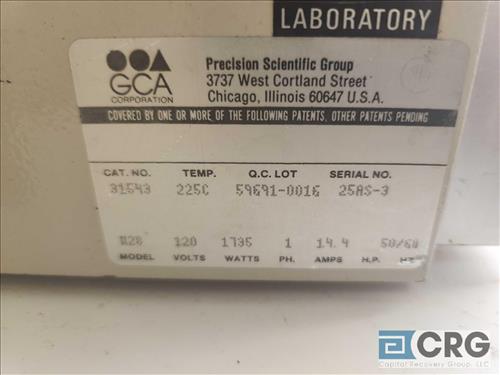 LABORATORY
GCA
CORPORATION
Precision Scientific Group
3737 West Cortland Street
Chicago, Illinois 60647 U.S.A.
COVERED BY ONE OR MORE OF THE FOLLOWING PATENTS, OTHER PATENTS PENDING
CAT. NO. TEMP. Q.C. LOT SERIAL NO.
31543 225C 59691-0016 25AS-3
120 1735 1 14.4 50/60
MODEL VOLTS WATTS PH. AMPS H.P. HZ
CRG
Capital Recovery Group, LLC